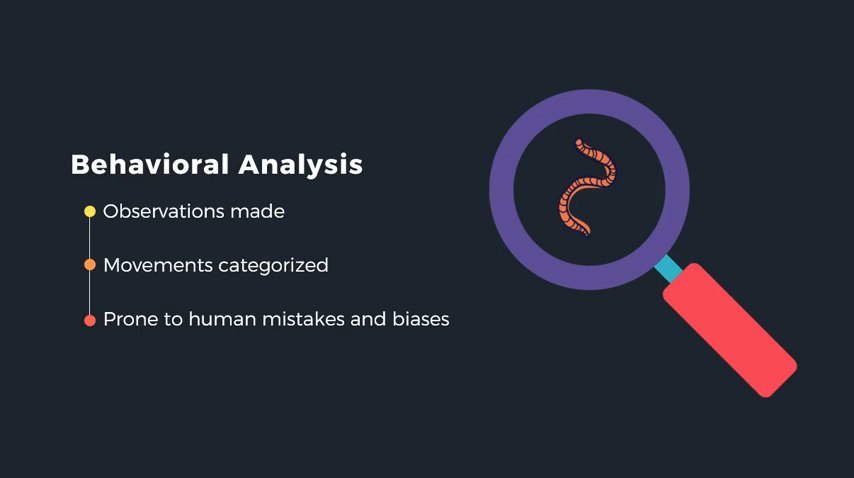 Behavioral Analysis
Observations made
Movements categorized
Prone to human mistakes and biases